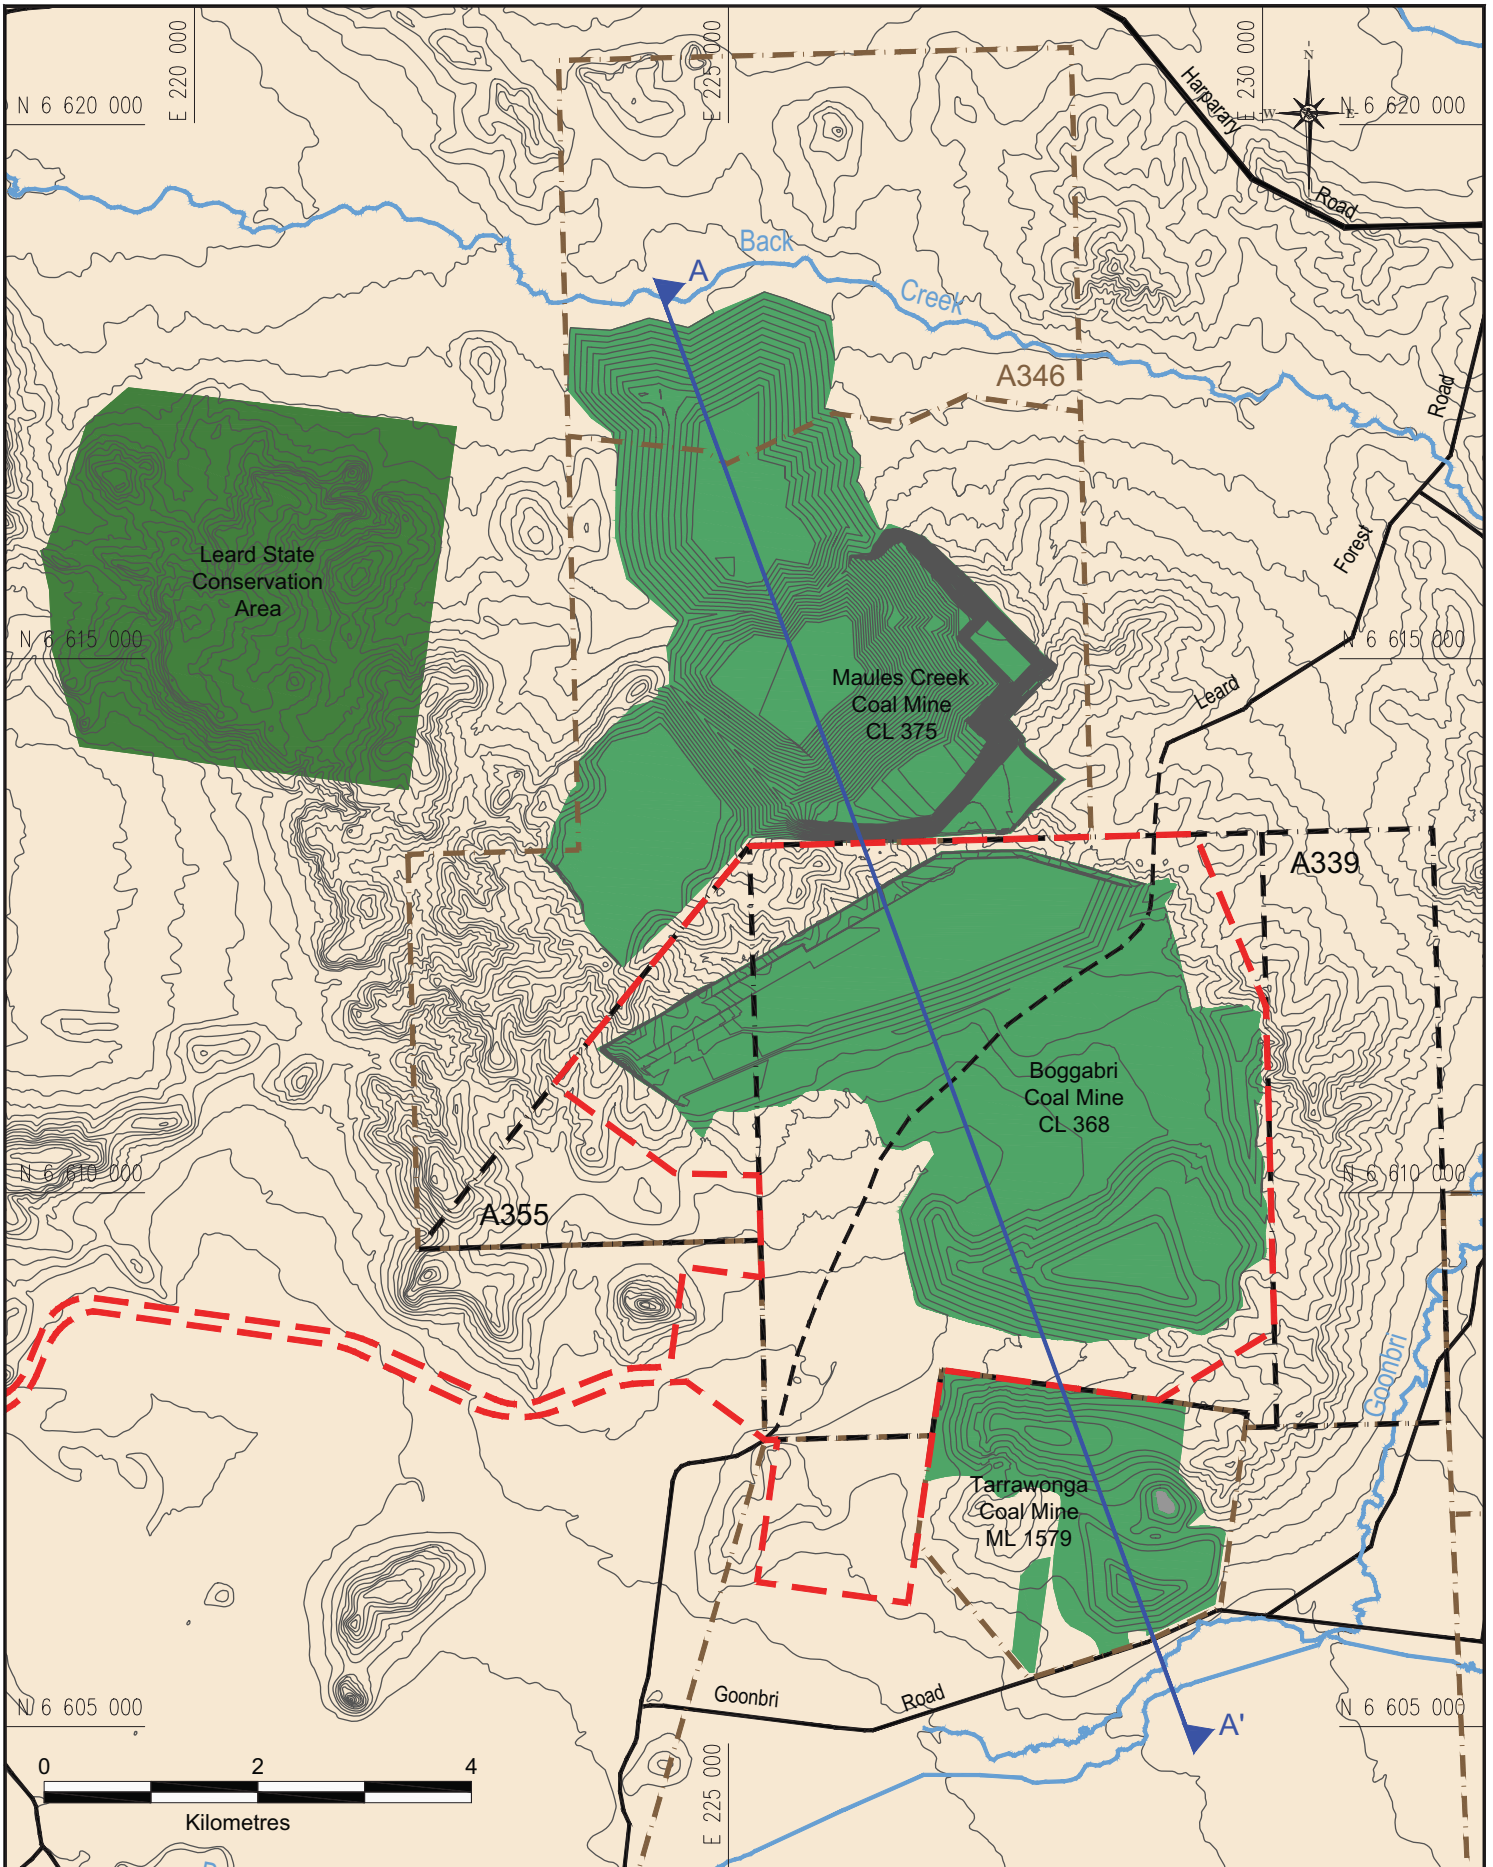 E 220 000
E 225 000
E 230 000
N 6 620 000
N 6 620 000
N
W
E
Harparary
Road
Back
Creek
A
A346
Road
Forest
Leard
Leard State
Conservation
Area
N 6 615 000
N 6 615 000
Maules Creek
Coal Mine
CL 375
A339
Boggabri
Coal Mine
CL 368
N 6 610 000
N 6 610 000
A355
Goonbri
Tarrawonga
Coal Mine
ML 1579
Goonbri
Road
N 6 605 000
N 6 605 000
A'
E 225 000
0 2 4
Kilometres